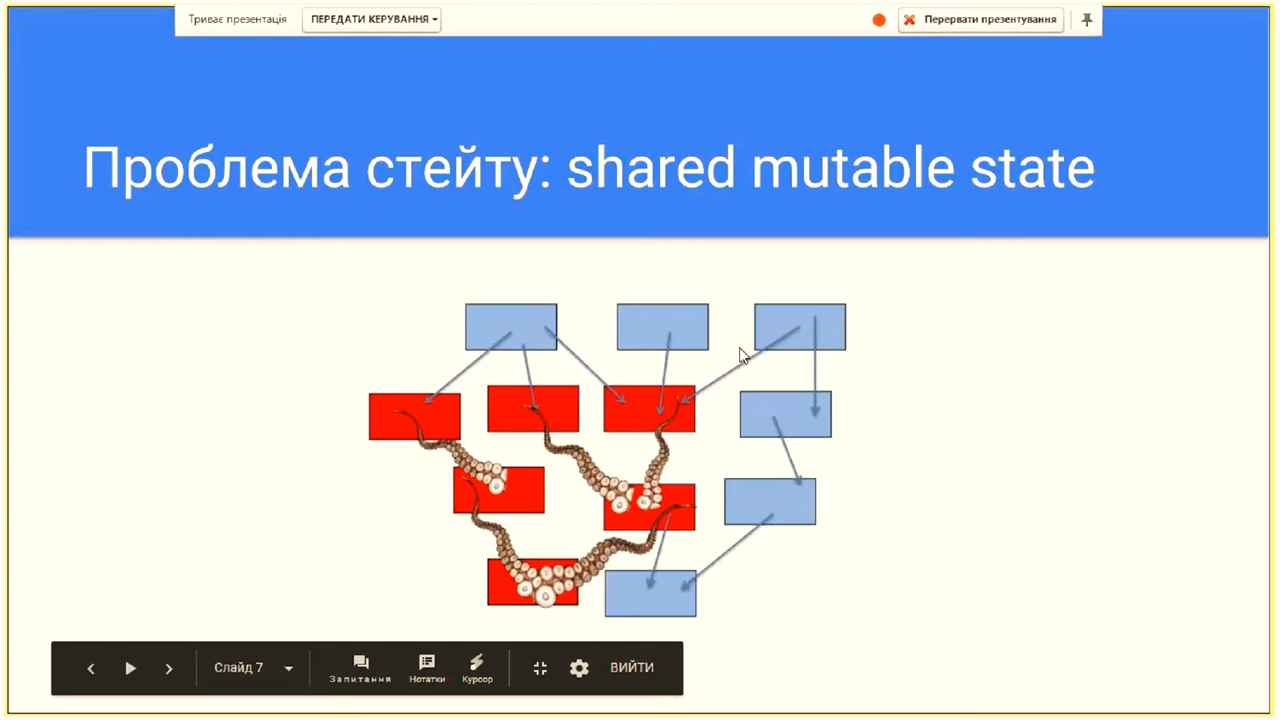 Триває презентація
ПЕРЕДАТИ КЕРУВАННЯ
Перервати презентування
Проблема стейту: shared mutable state
Слайд 7
Запитання
Нотатки
Курсор
ВИЙТИ